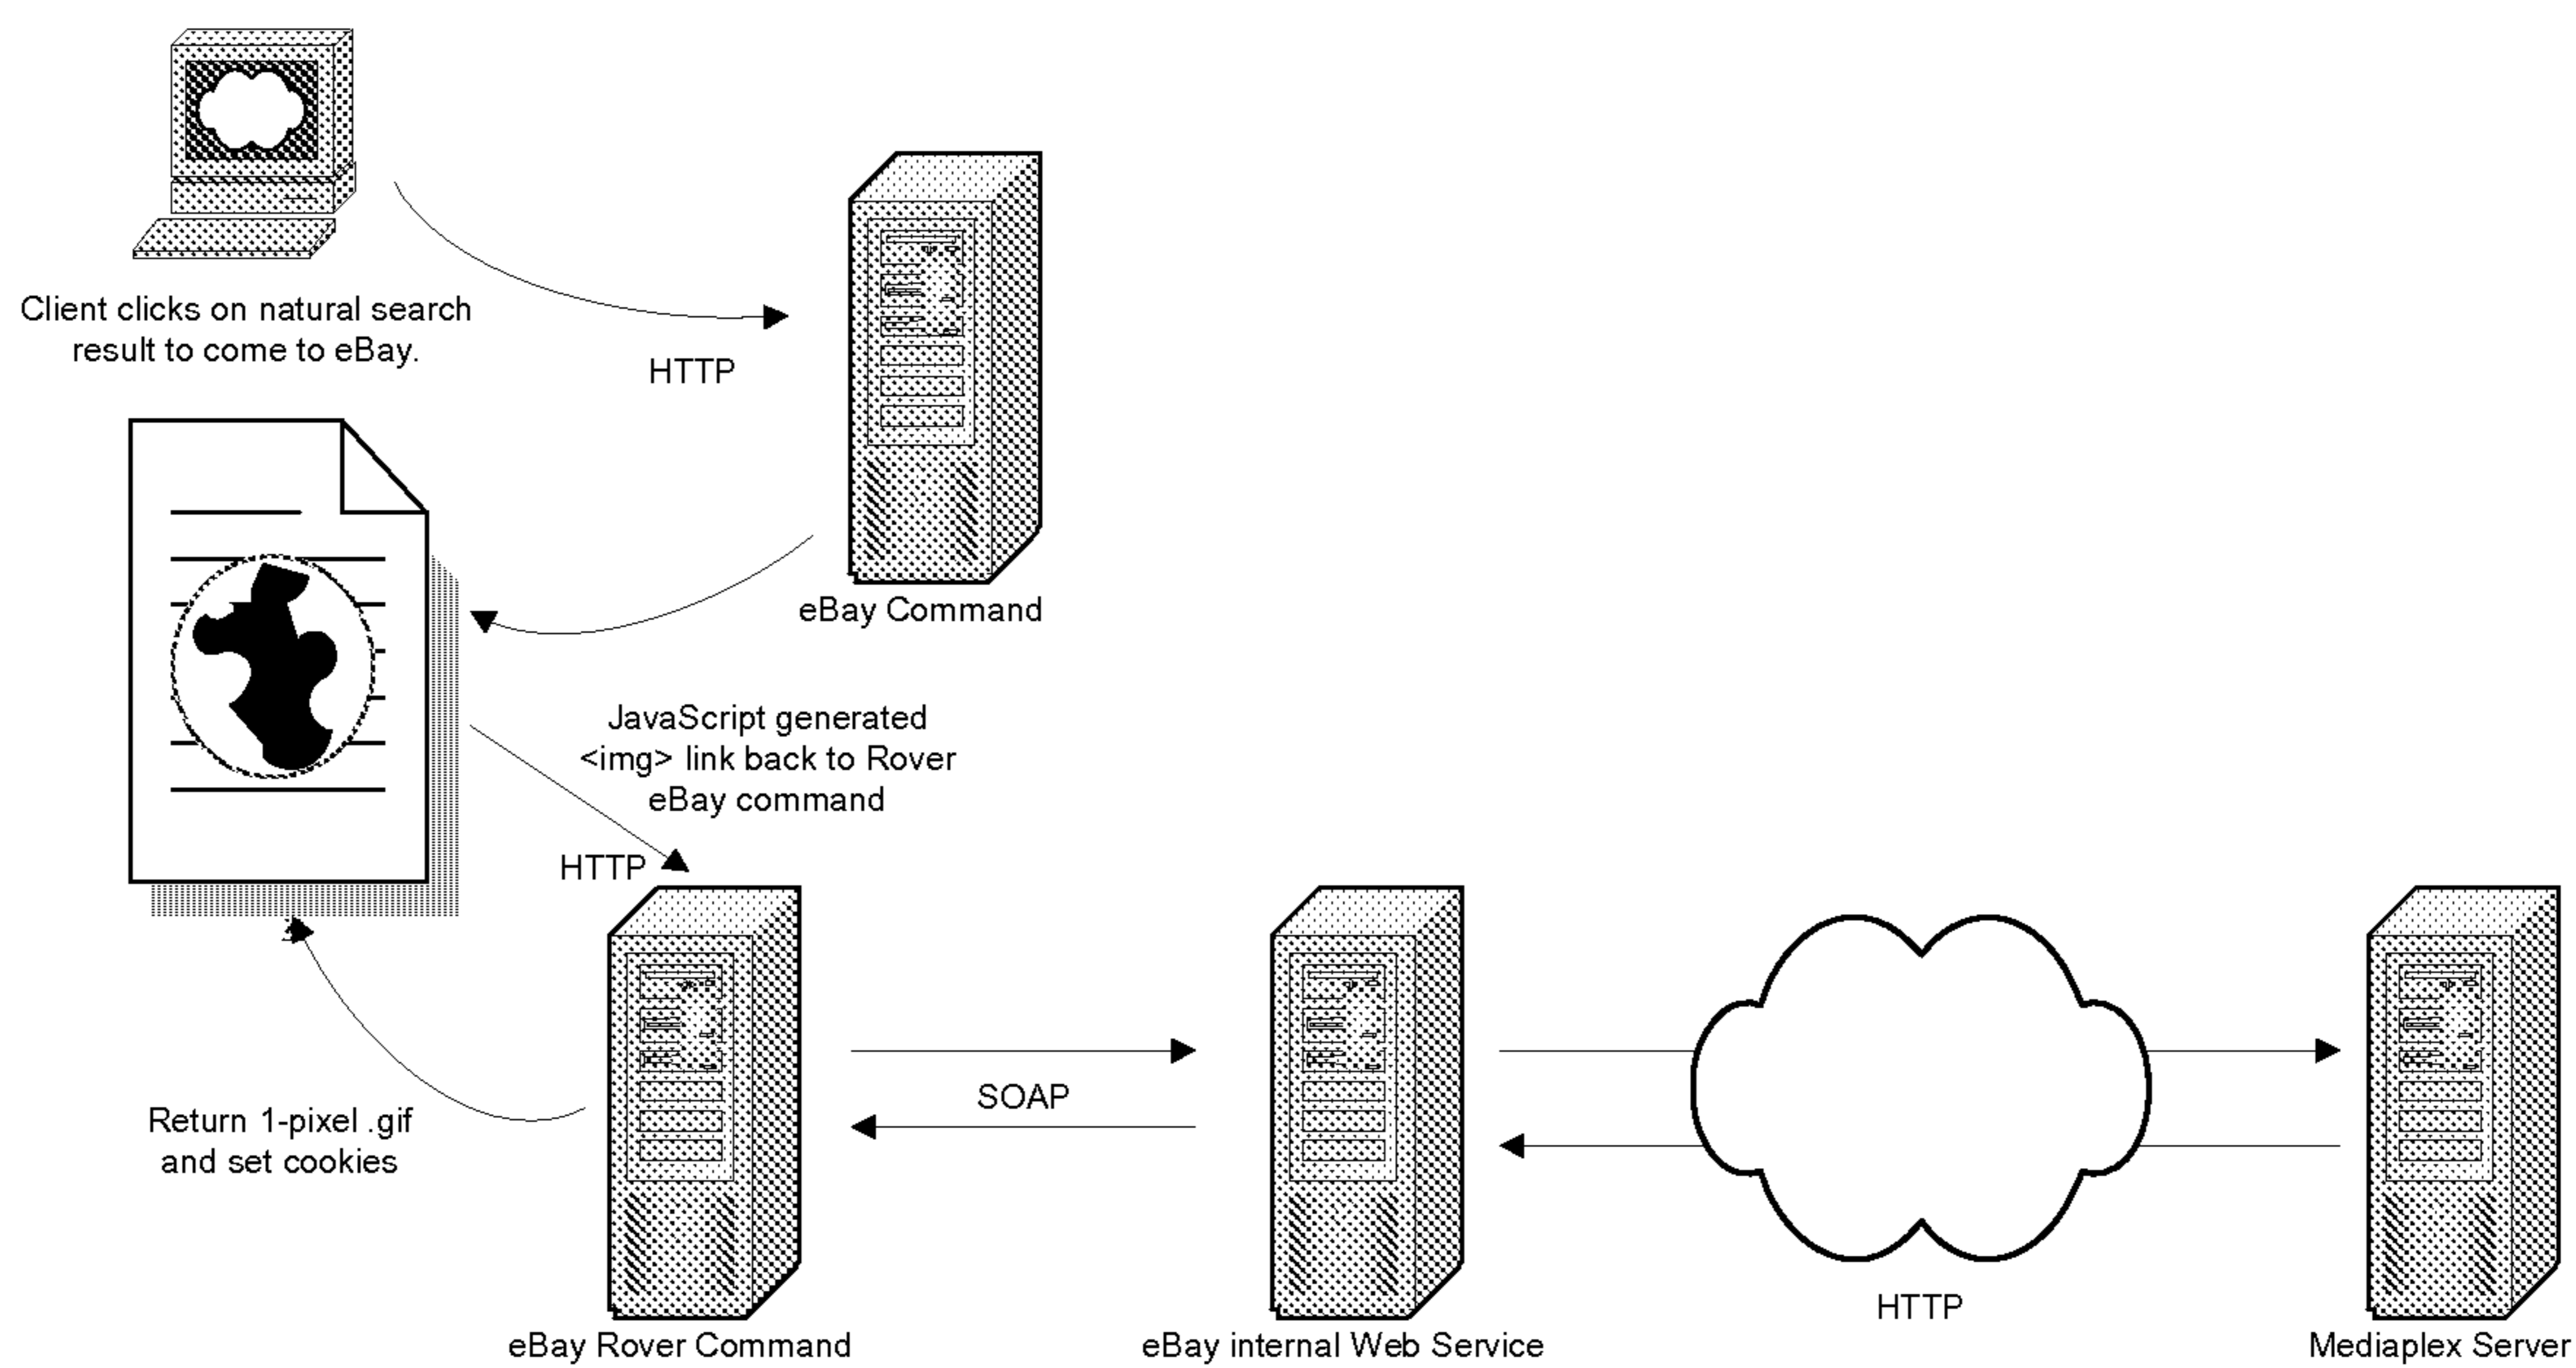 Client clicks on natural search
result to come to eBay.
HTTP
eBay Command
JavaScript generated
<img> link back to Rover
eBay command
HTTP
Return 1-pixel .gif
and set cookies
SOAP
HTTP
eBay Rover Command
eBay internal Web Service
Mediaplex Server